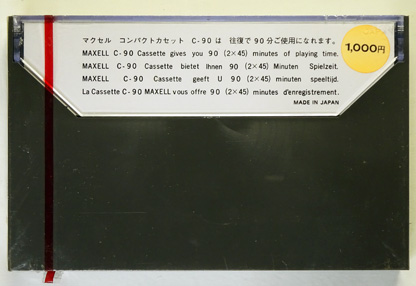 マクセル コンパクトカセット C-90は 往復で90分ご使用になれます。
1,000円
MAXELL C-90 Cassette gives you 90 (2×45) minutes of playing time.
MAXELL C-90 Cassette bietet Ihnen 90 (2×45) Minuten Spielzeit.
MAXELL C-90 Cassette geeft U 90 (2×45) minuten speeltijd.
La Cassette C-90 MAXELL vous offre 90 (2×45) minutes d'enregistrement.
MADE IN JAPAN